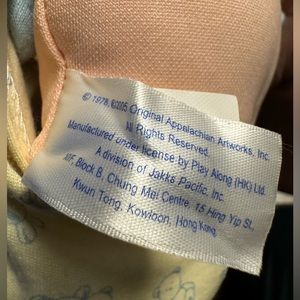 © 1978, ©2005 Original Appalachian Artworks, Inc.
All Rights Reserved.
Manufactured under license by Play Along (HK) Ltd.
A division of Jakks Pacific, Inc.
7/F, Block B, Chung Mei Centre, 15 Hing Yip St,
Kwun Tong, Kowloon, Hong Kong.